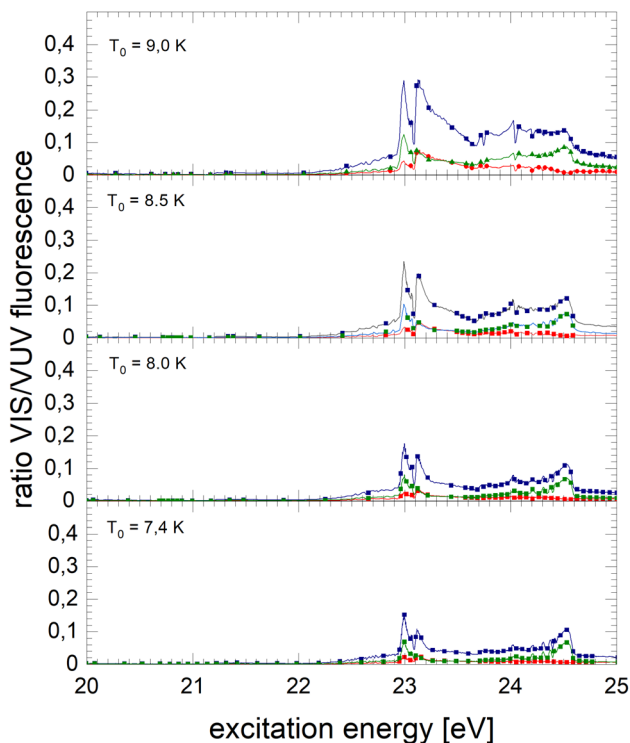 0,4
T0 = 9,0 K
0,3
0,2
0,1
0
0,4
T0 = 8.5 K
0,3
0,2
0,1
0
0,4
T0 = 8.0 K
0,3
0,2
0,1
0
0,4
T0 = 7,4 K
0,3
0,2
0,1
0
20 21 22 23 24 25
ratio VIS/VUV fluorescence
excitation energy [eV]